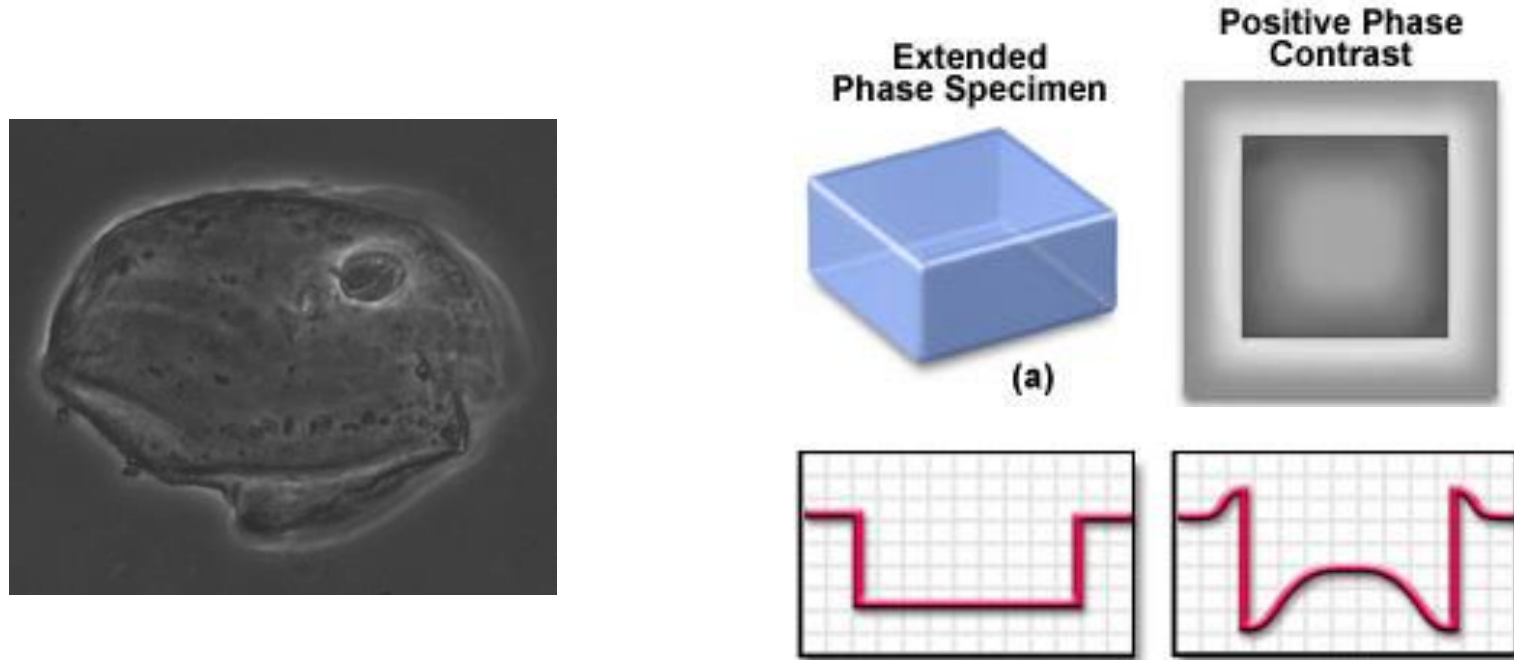 Extended
Phase Specimen
(a)
Positive Phase
Contrast